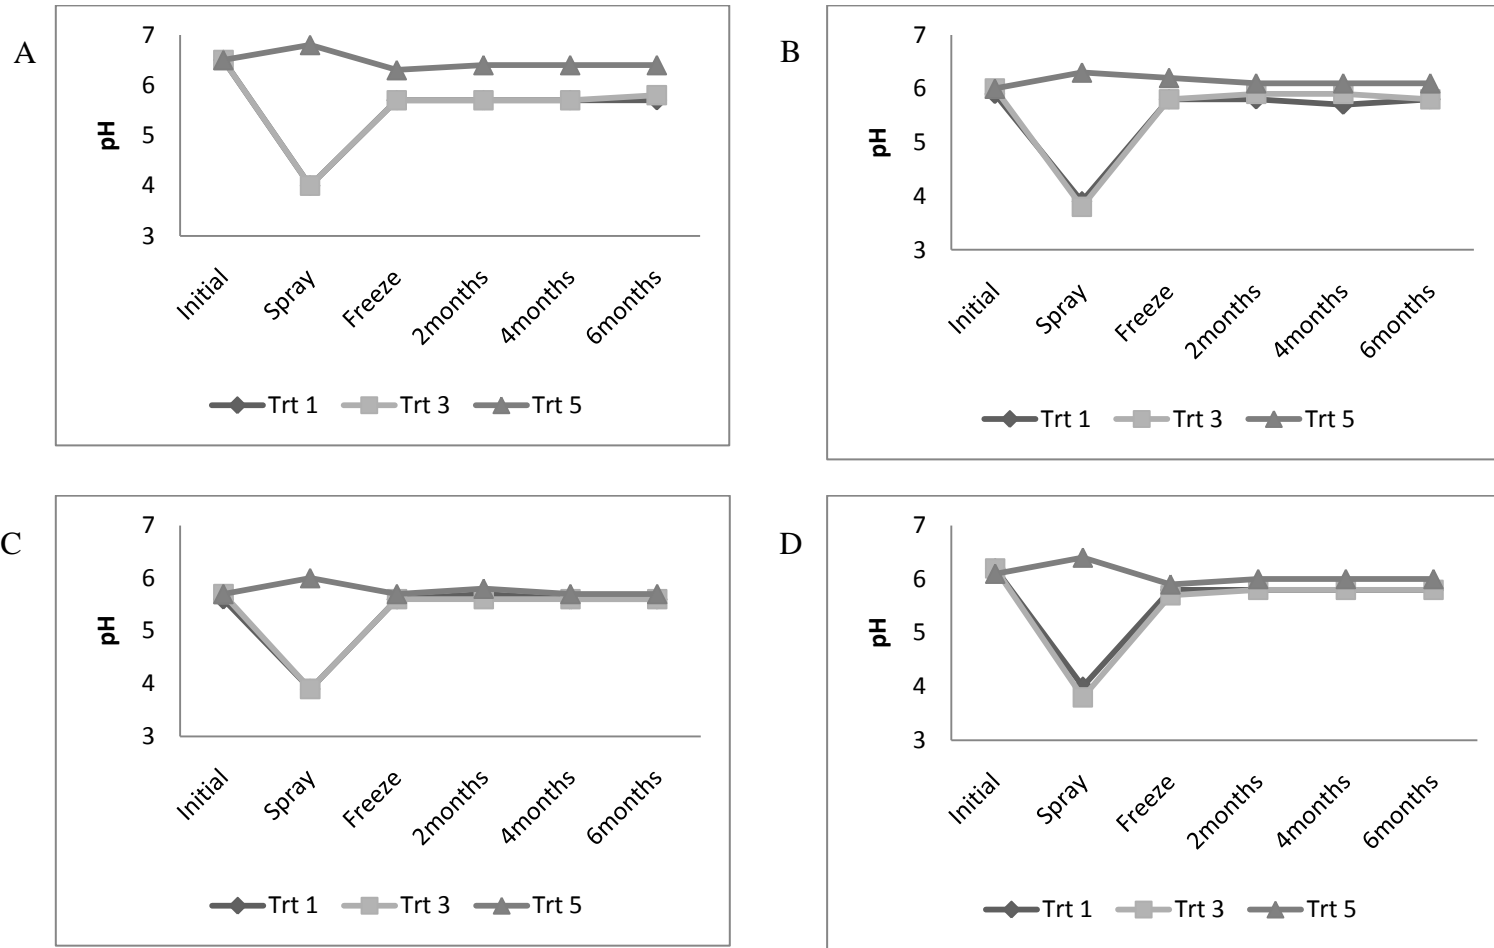 A
7
6
5
4
3
pH
Initial
Spray
Freeze
2months
4months
6months
Trt 1 Trt 3 Trt 5
B
7
6
5
4
3
pH
Initial
Spray
Freeze
2months
4months
6months
Trt 1 Trt 3 Trt 5
C
7
6
5
4
3
pH
Initial
Spray
Freeze
2months
4months
6months
Trt 1 Trt 3 Trt 5
D
7
6
5
4
3
pH
Initial
Spray
Freeze
2months
4months
6months
Trt 1 Trt 3 Trt 5